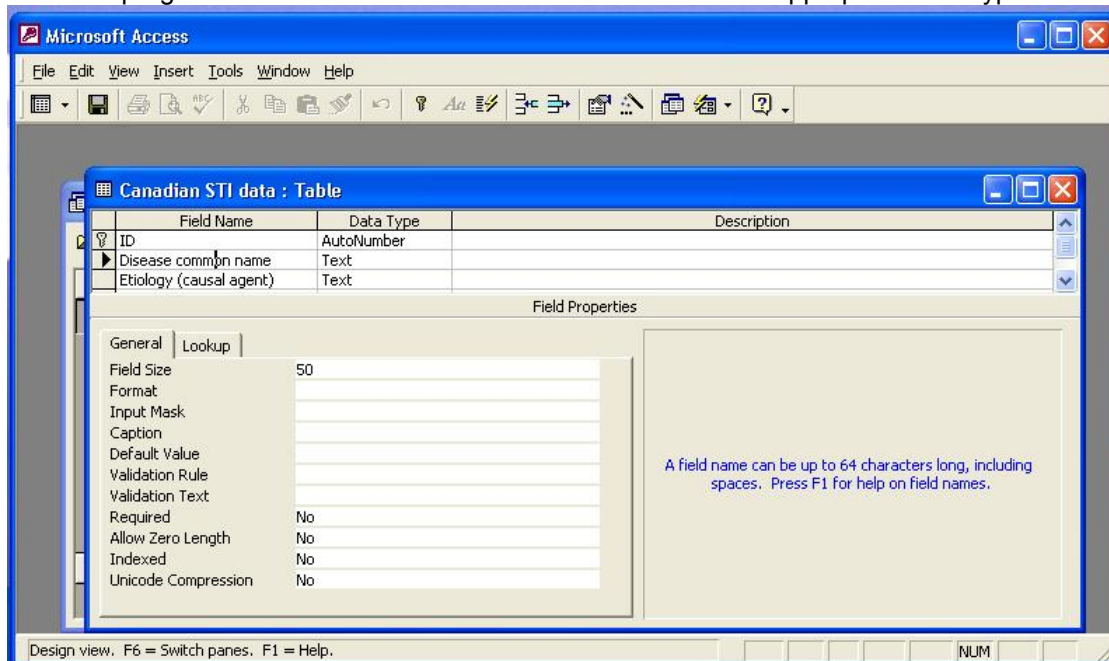 Microsoft Access
File Edit View Insert Tools Window Help
Canadian STI data : Table
Field Name Data Type Description
ID AutoNumber
Disease common name Text
Etiology (causal agent) Text
Field Properties
General Lookup
Field Size 50
Format
Input Mask
Caption
Default Value
Validation Rule
Validation Text
Required No
Allow Zero Length No
Indexed No
Unicode Compression No
A field name can be up to 64 characters long, including
spaces. Press F1 for help on field names.
Design view. F6 = Switch panes. F1 = Help. NUM